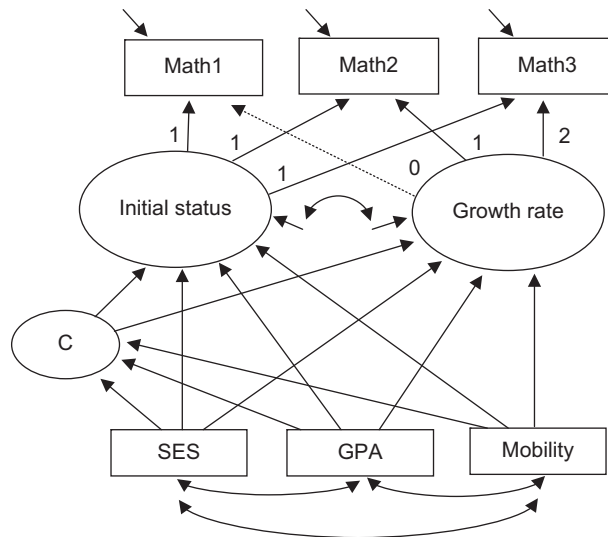 Math1 Math2 Math3
1 1 1 0 1 2
Initial status Growth rate
C
SES GPA Mobility